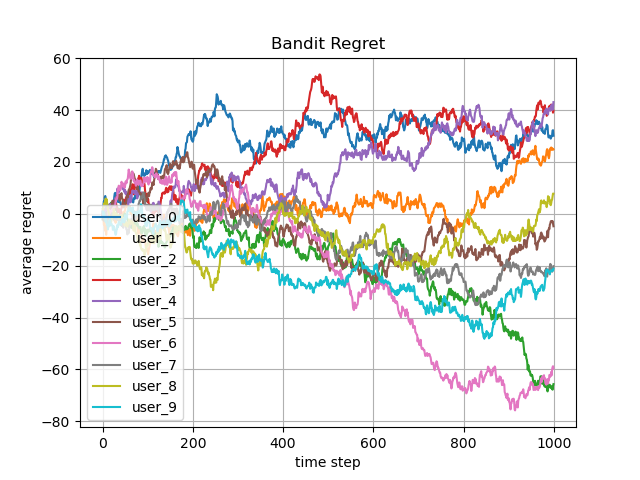 Bandit Regret
60
40
20
0
−20
−40
−60
−80
average regret
user_0
user_1
user_2
user_3
user_4
user_5
user_6
user_7
user_8
user_9
0 200 400 600 800 1000
time step